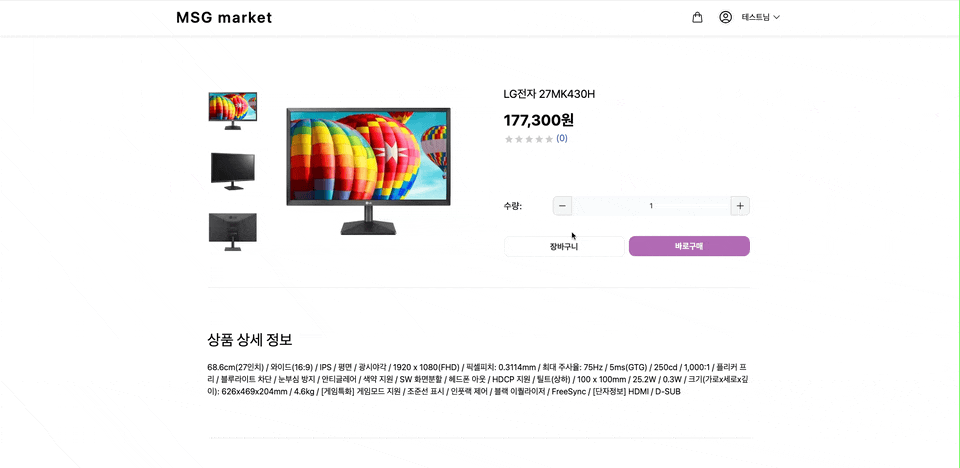 MSG market
테스트님
LG전자 27MK430H
177,300원
(0)
수량:
1
장바구니
바로구매
상품 상세 정보
68.6cm(27인치) / 와이드(16:9) / IPS / 평면 / 광시야각 / 1920 x 1080(FHD) / 픽셀피치: 0.3114mm / 최대 주사율: 75Hz / 5ms(GTG) / 250cd / 1,000:1 / 플리커 프
리 / 블루라이트 차단 / 눈부심 방지 / 안티글레어 / 색약 지원 / SW 화면분할 / 헤드폰 아웃 / HDCP 지원 / 틸트(상하) / 100 x 100mm / 25.2W / 0.3W / 크기(가로x세로x깊
이): 626x469x204mm / 4.6kg / [게임특화] 게임모드 지원 / 조준선 표시 / 인풋랙 제어 / 블랙 이퀄라이저 / FreeSync / [단자정보] HDMI / D-SUB